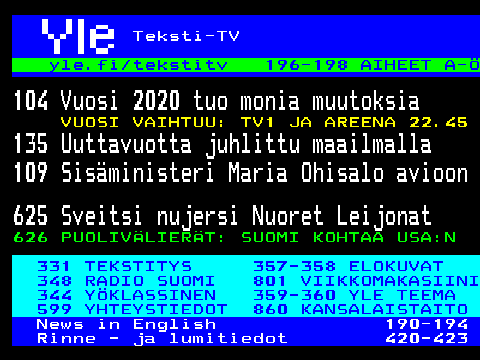 Yle Teksti-TV
yle.fi/tekstitv 196-198 AIHEET A-Ö
104 Vuosi 2020 tuo monia muutoksia
VUOSI VAIHTUU: TV1 JA AREENA 22.45
135 Uuttavuotta juhlittu maailmalla
109 Sisäministeri Maria Ohisalo avioon
625 Sveitsi nujersi Nuoret Leijonat
626 PUOLIVÄLIERÄT: SUOMI KOHTAA USA:N
331 TEKSTITYS 357-358 ELOKUVAT
348 RADIO SUOMI 801 VIIKKOMAKASIINI
344 YÖKLASSINEN 359-360 YLE TEEMA
599 YHTEYSTIEDOT 860 KANSALAISTAITO
News in English 190-194
Rinne - ja lumitiedot 420-423